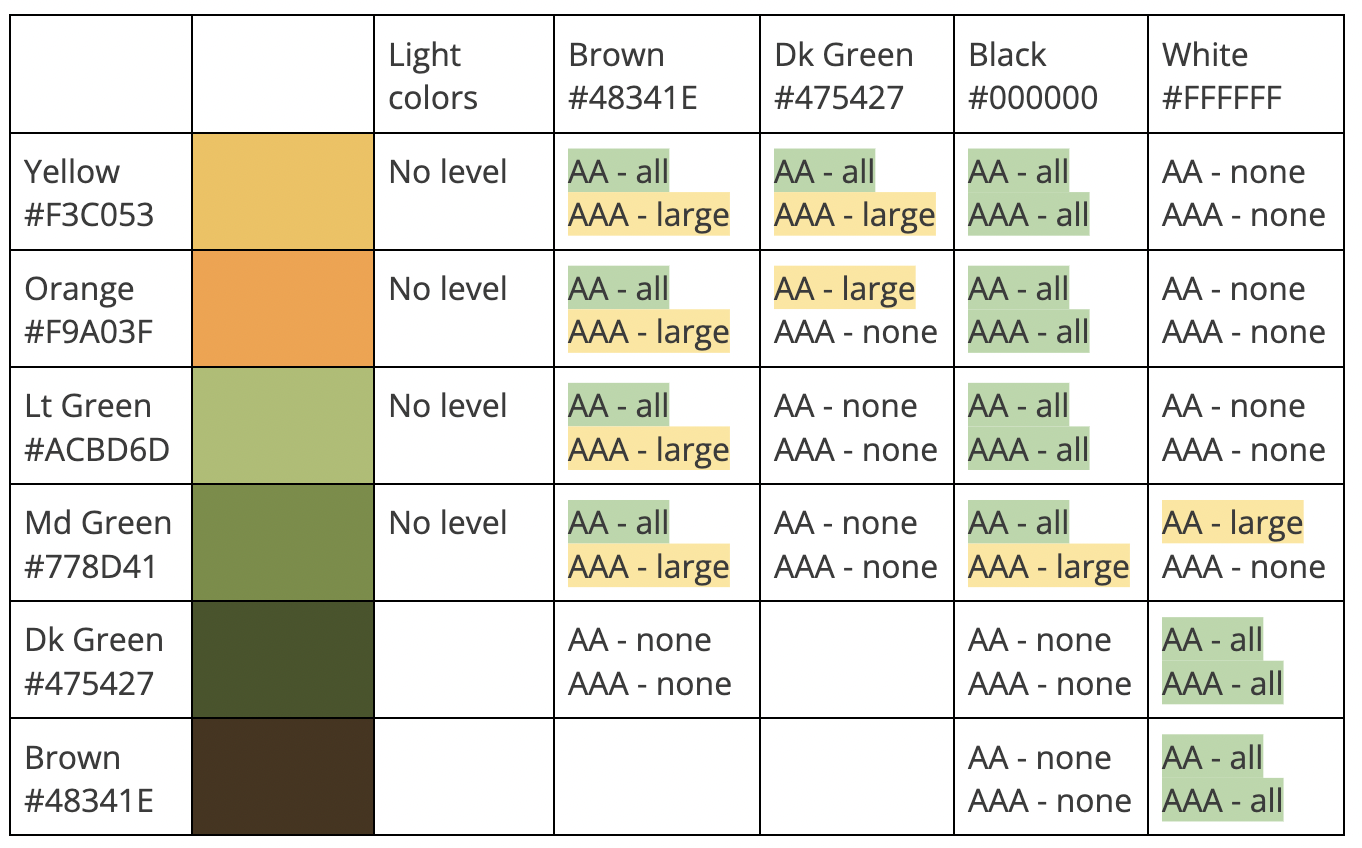 Light
colors
Brown
#48341E
Dk Green
#475427
Black
#000000
White
#FFFFFF
Yellow
#F3C053
No level
AA - all
AAA - large
AA - all
AAA - large
AA - all
AAA - all
AA - none
AAA - none
Orange
#F9A03F
No level
AA - all
AAA - large
AA - large
AAA - none
AA - all
AAA - all
AA - none
AAA - none
Lt Green
#ACBD6D
No level
AA - all
AAA - large
AA - none
AAA - none
AA - all
AAA - all
AA - none
AAA - none
Md Green
#778D41
No level
AA - all
AAA - large
AA - none
AAA - none
AA - all
AAA - large
AA - large
AAA - none
Dk Green
#475427
AA - none
AAA - none
AA - none
AAA - none
AA - all
AAA - all
Brown
#48341E
AA - none
AAA - none
AA - all
AAA - all